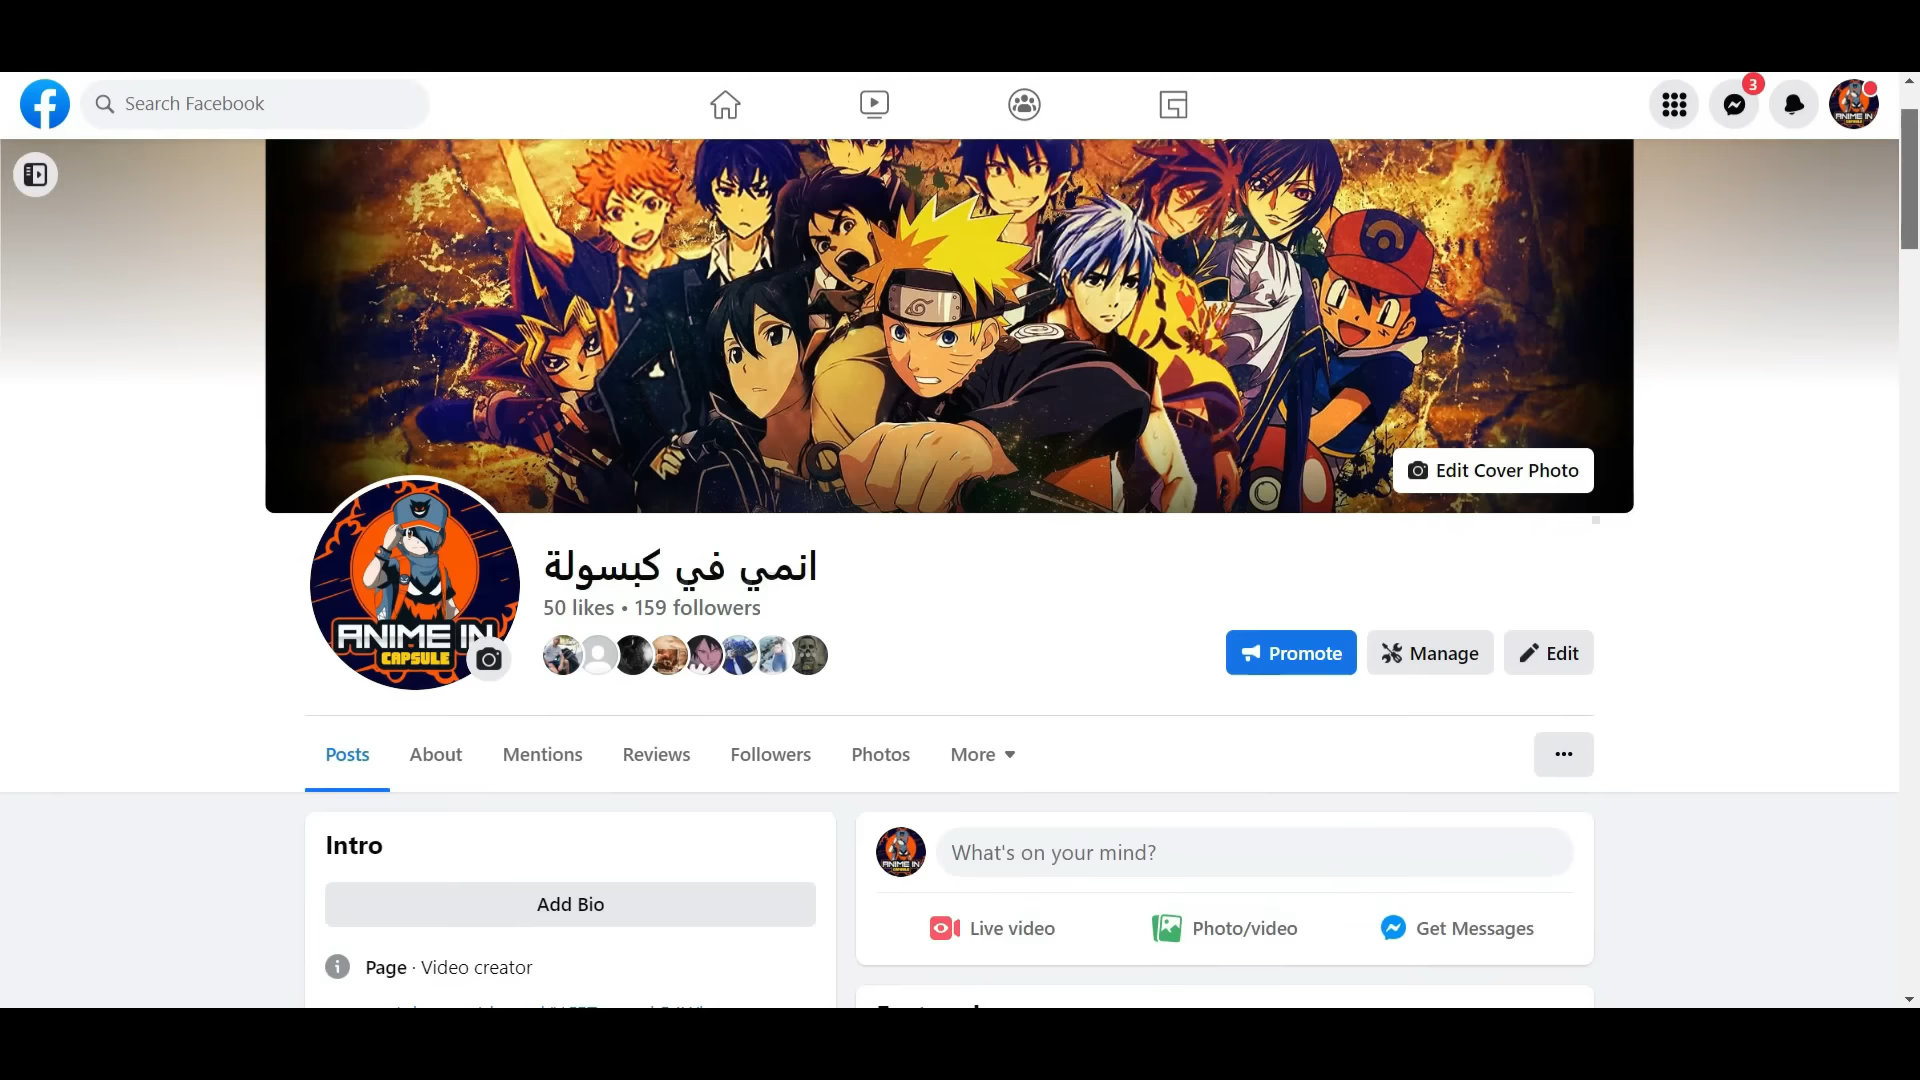 Search Facebook
3
Edit Cover Photo
ANIME IN
CAPSULE
انمي في كبسولة
50 likes • 159 followers
Promote
Manage
Edit
Posts
About
Mentions
Reviews
Followers
Photos
More
Intro
Add Bio
Page · Video creator
What's on your mind?
Live video
Photo/video
Get Messages